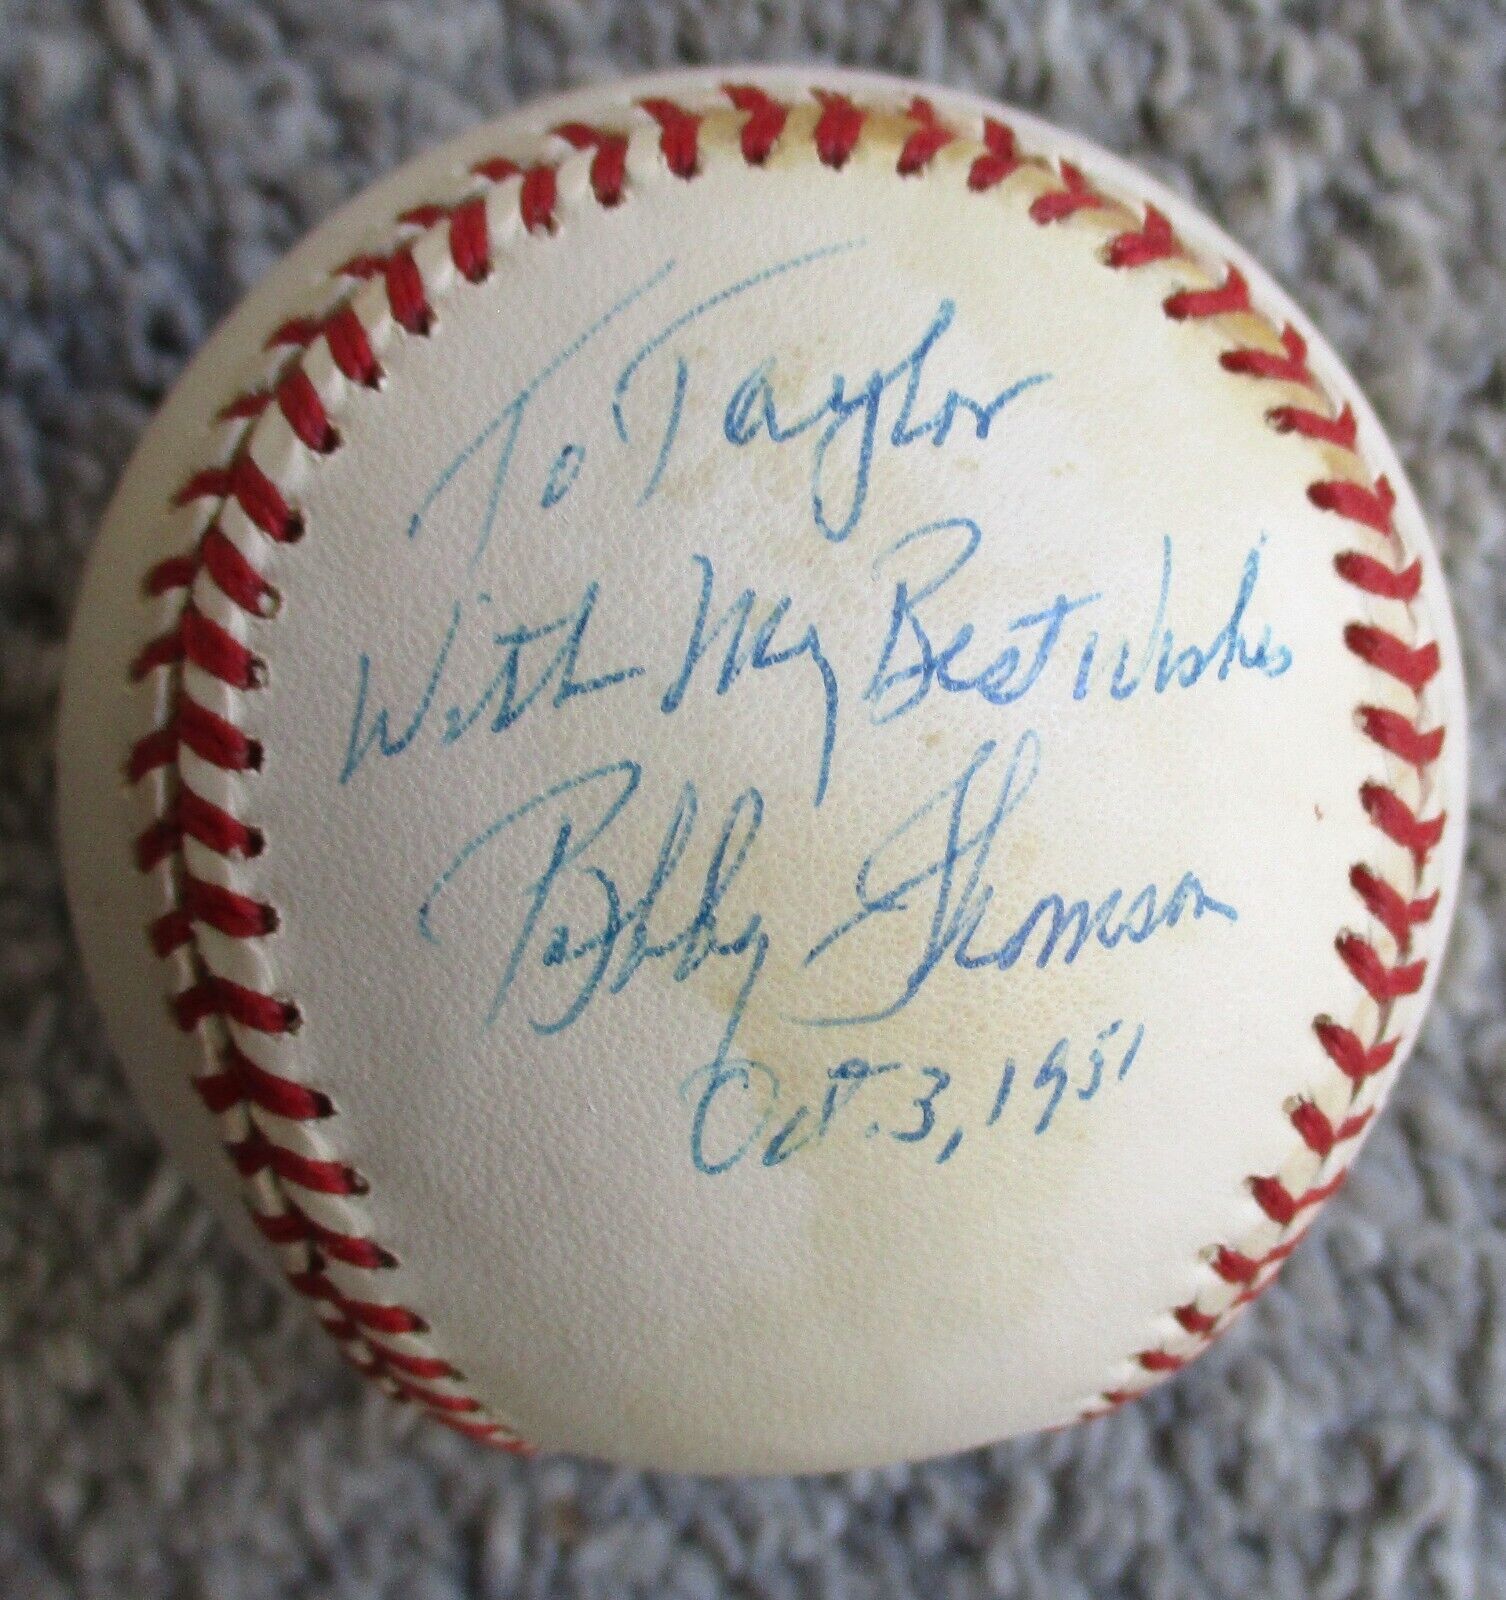 To Taylor
With My Best Wishes
Bobby Thomson
Oct. 3, 1951